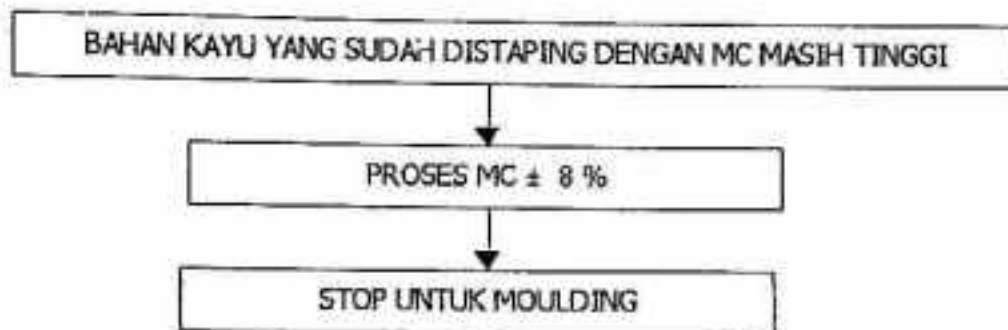 BAHAN KAYU YANG SUDAH DISTAPING DENGAN MC MASIH TINGGI
PROSES MC ± 8 %
STOP UNTUK MOULDING